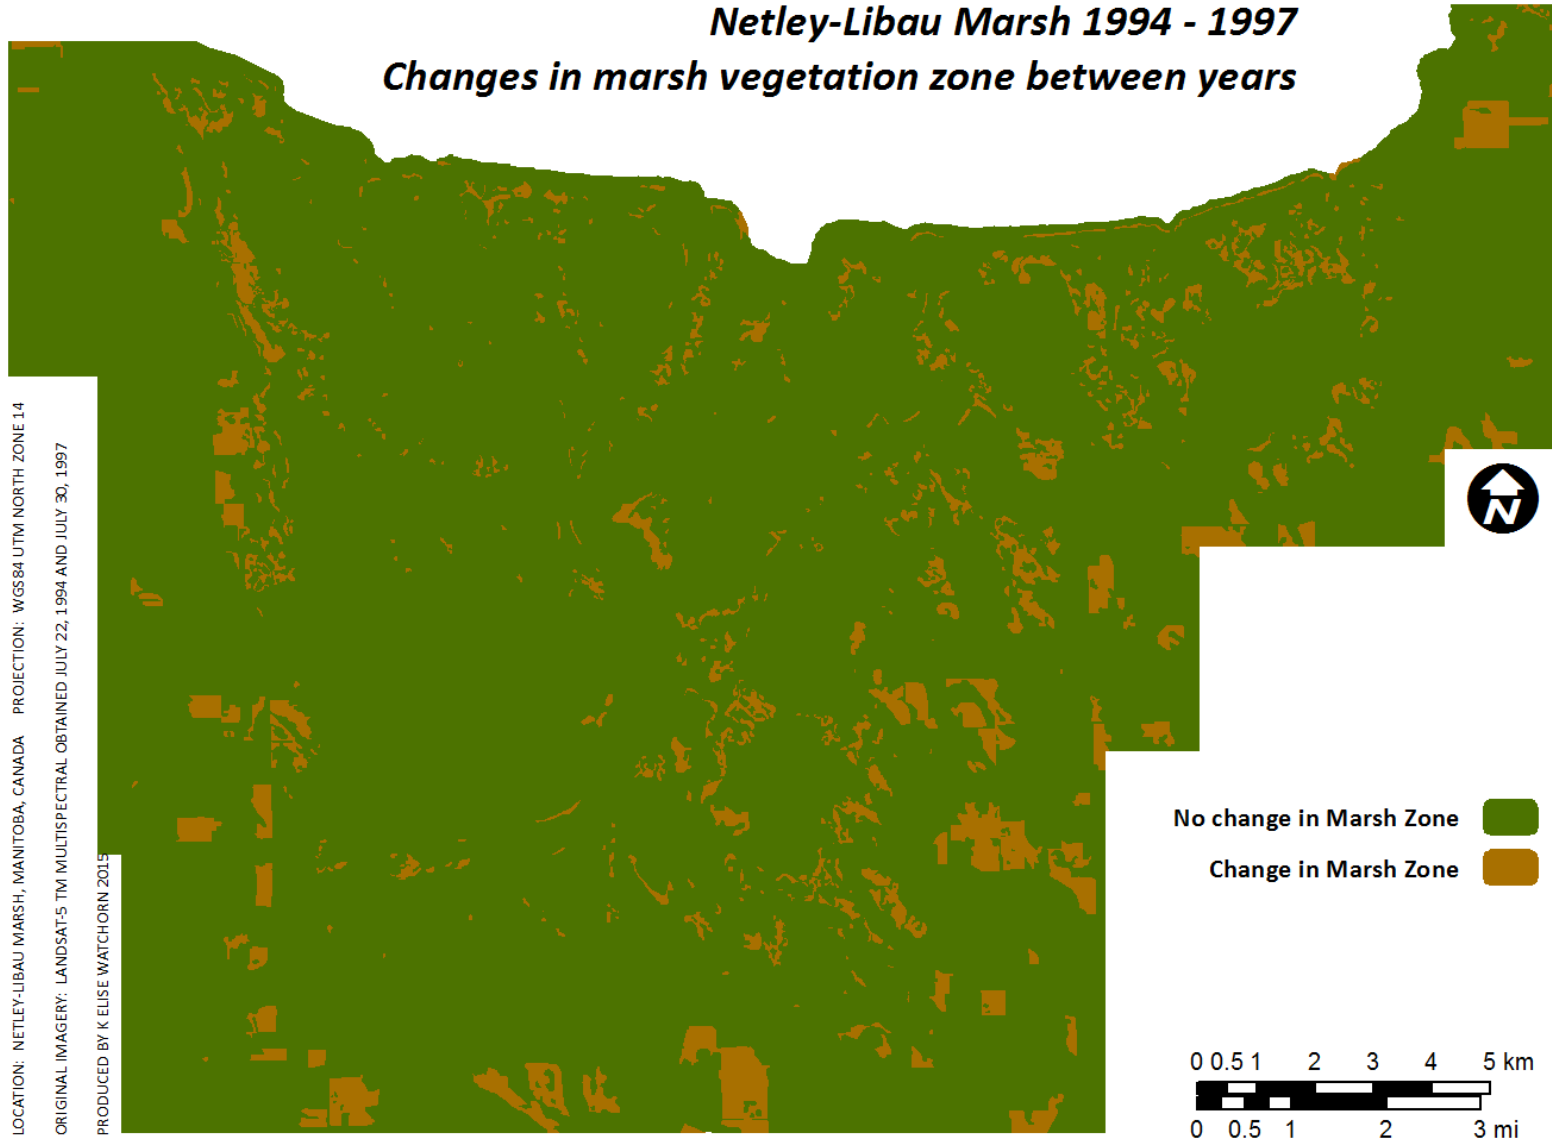 Netley-Libau Marsh 1994 - 1997
Changes in marsh vegetation zone between years
LOCATION: NETLEY-LIBAU MARSH, MANITOBA, CANADA PROJECTION: WGS84 UTM NORTH ZONE 14
ORIGINAL IMAGERY: LANDSAT-5 TM MULTISPECTRAL OBTAINED JULY 22, 1994 AND JULY 30, 1997
PRODUCED BY K ELISE WATCHORN 2015
N
No change in Marsh Zone
Change in Marsh Zone
0 0.5 1 2 3 4 5 km
0 0.5 1 2 3 mi